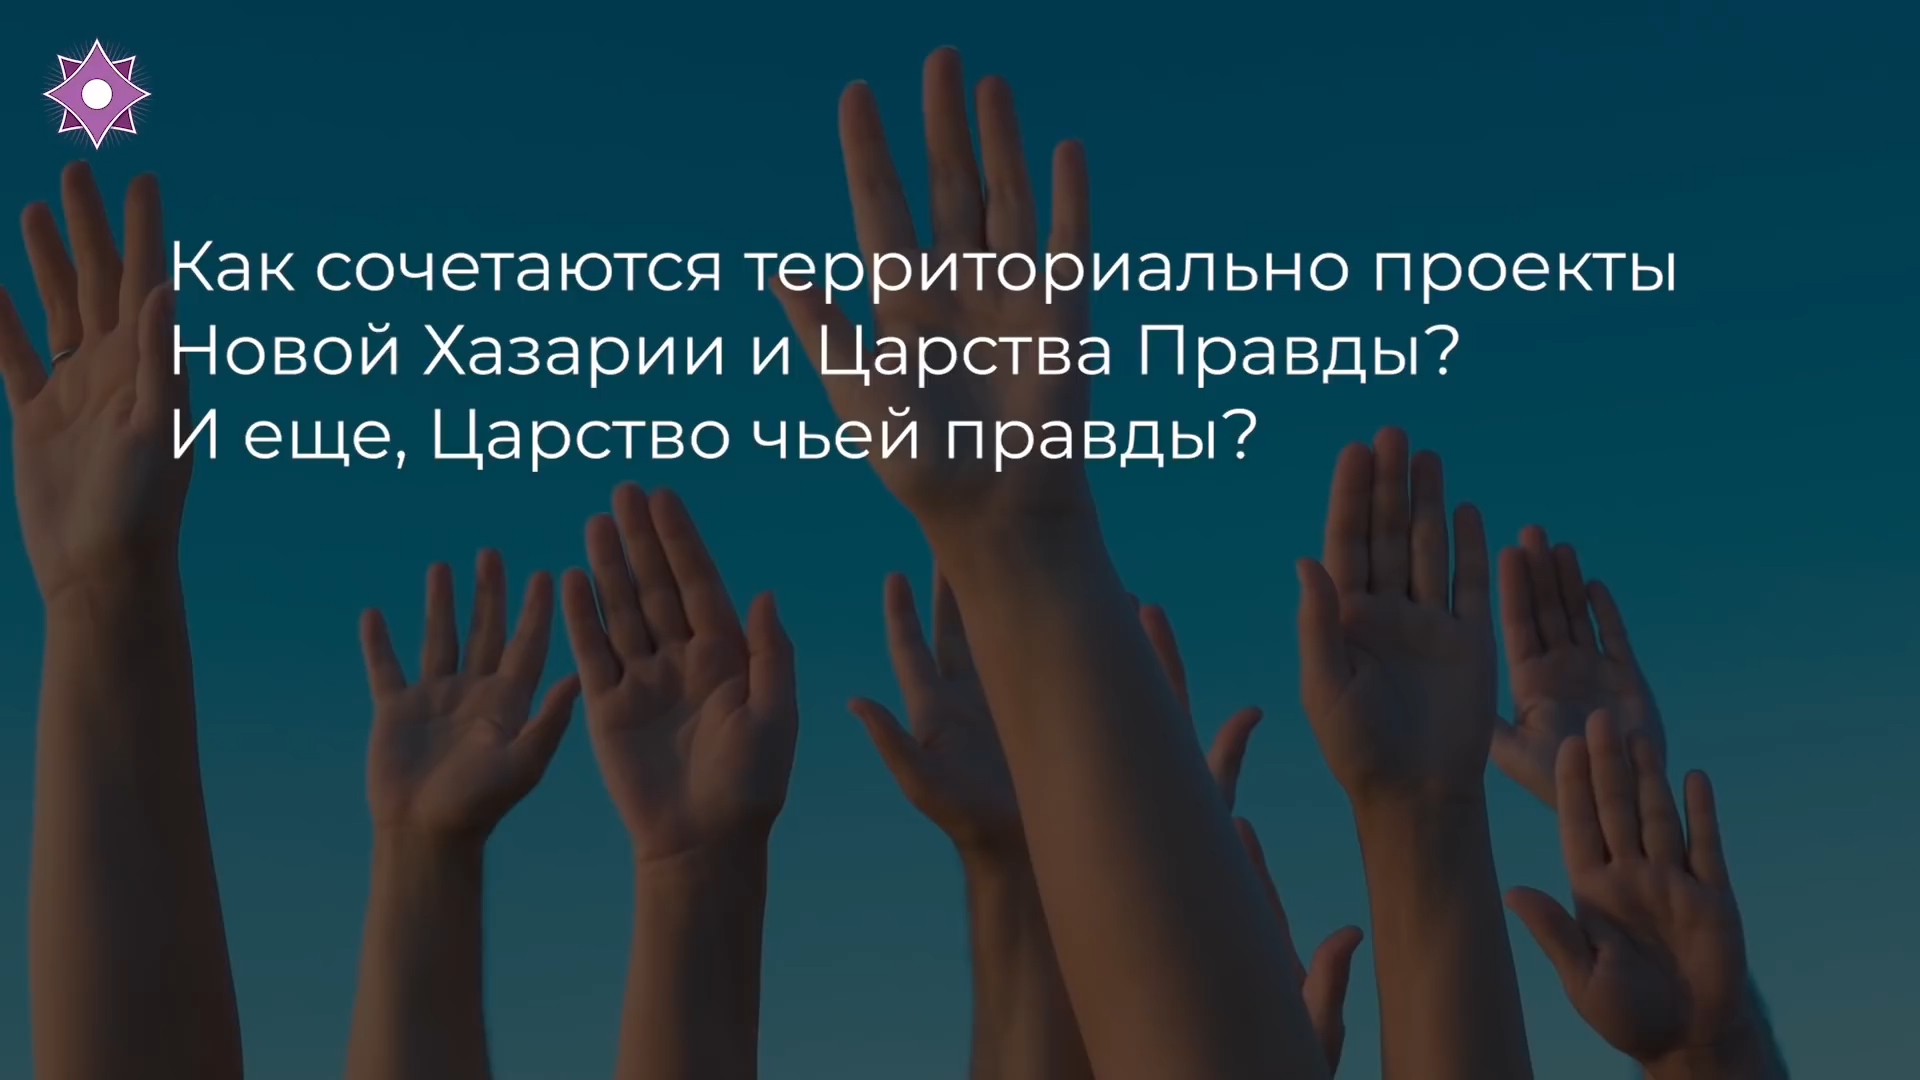 Как сочетаются территориально проекты
Новой Хазарии и Царства Правды?
И еще, Царство чьей правды?